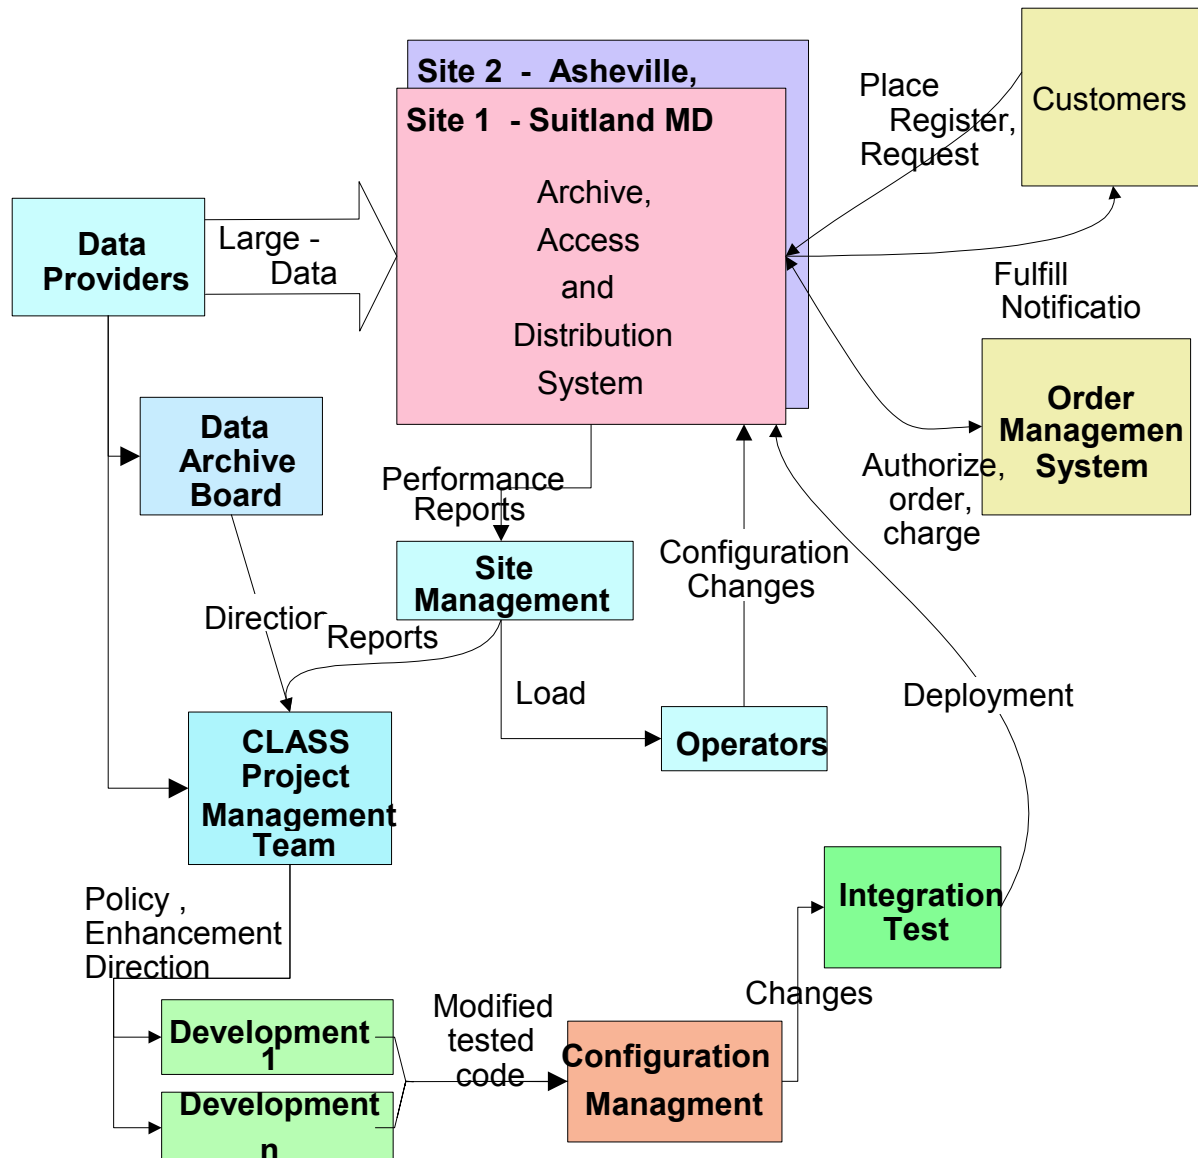 Site 2 - Asheville,
Site 1 - Suitland MD
Archive,
Access
and
Distribution
System
Place
Register,
Request
Customers
Data
Providers
Large -
Data
Fulfill
Notificatio
Order
Managemen
System
Authorize,
order,
charge
Data
Archive
Board
Performance
Reports
Site
Management
Configuration
Changes
Direction
Reports
Load
Operators
Deployment
CLASS
Project
Management
Team
Policy ,
Enhancement
Direction
Integration
Test
Changes
Development
1
Modified
tested
code
Configuration
Managment
Development
n